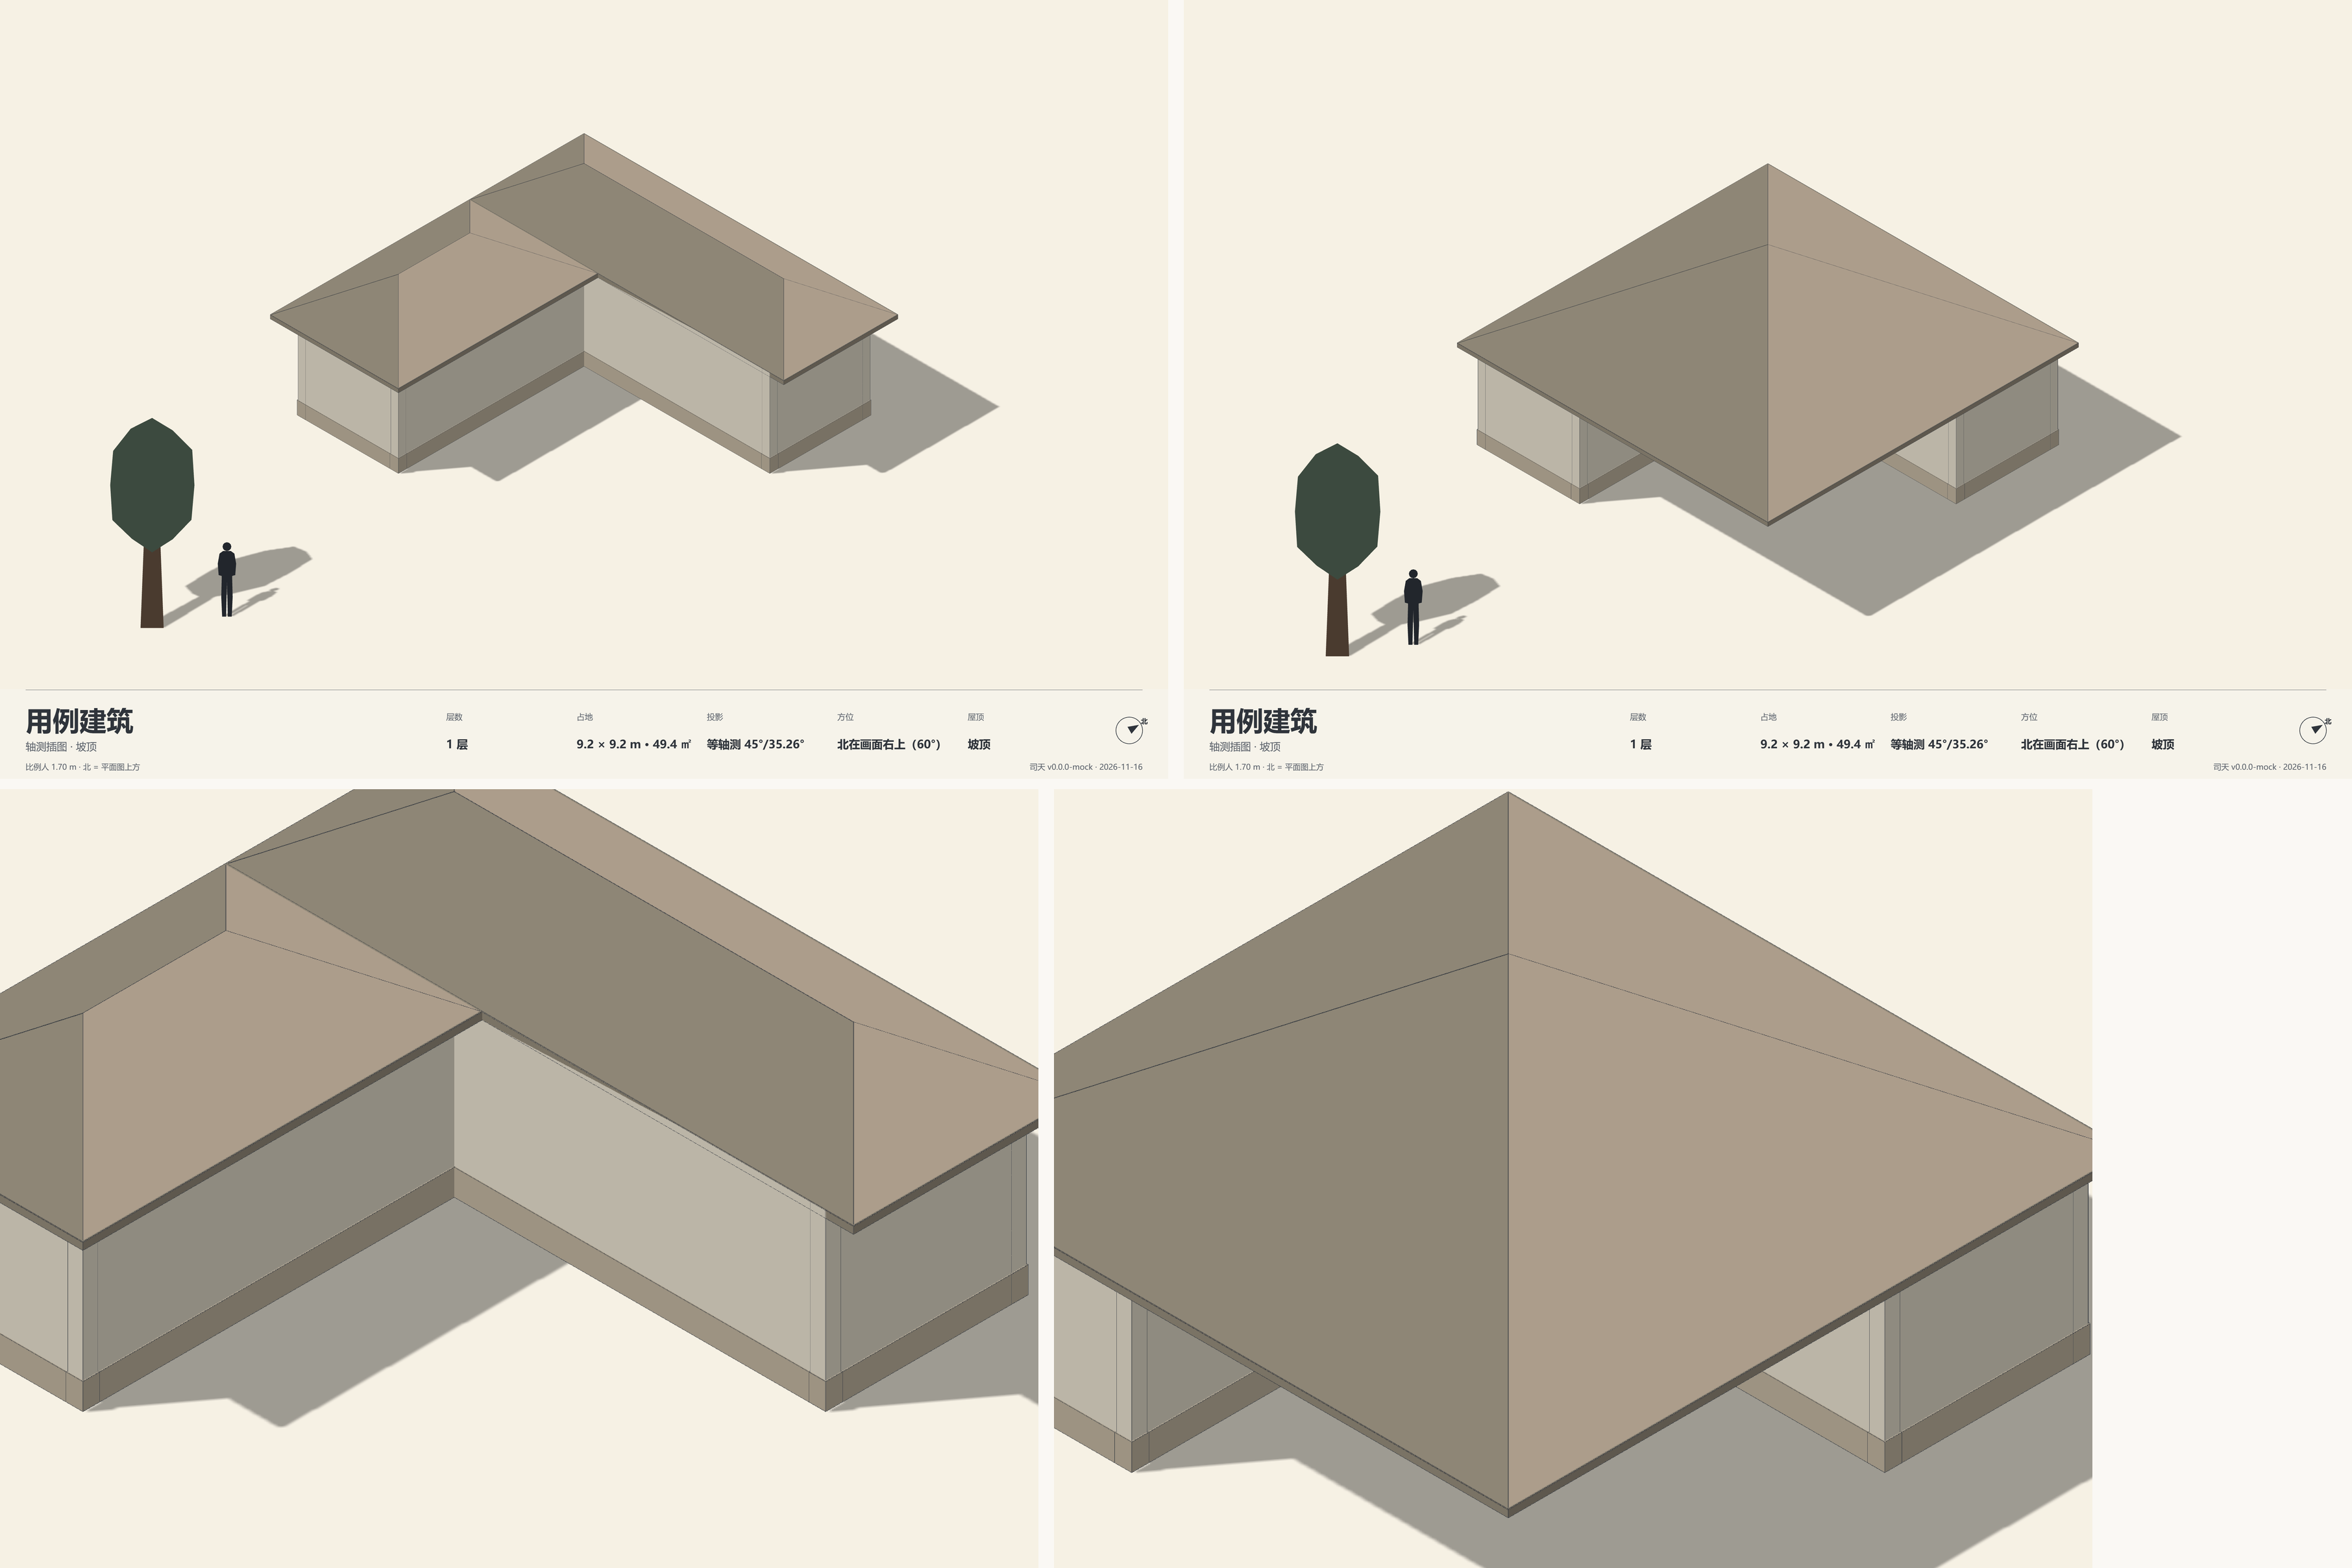 用例建筑
轴测插图 · 坡顶
比例人 1.70 m · 北 = 平面图上方
层数 占地 投影 方位 屋顶
1 层 9.2 × 9.2 m • 49.4 ㎡ 等轴测 45°/35.26° 北在画面右上（60°） 坡顶
北
司天 v0.0.0-mock · 2026-11-16
用例建筑
轴测插图 · 坡顶
比例人 1.70 m · 北 = 平面图上方
层数 占地 投影 方位 屋顶
1 层 9.2 × 9.2 m • 49.4 ㎡ 等轴测 45°/35.26° 北在画面右上（60°） 坡顶
北
司天 v0.0.0-mock · 2026-11-16